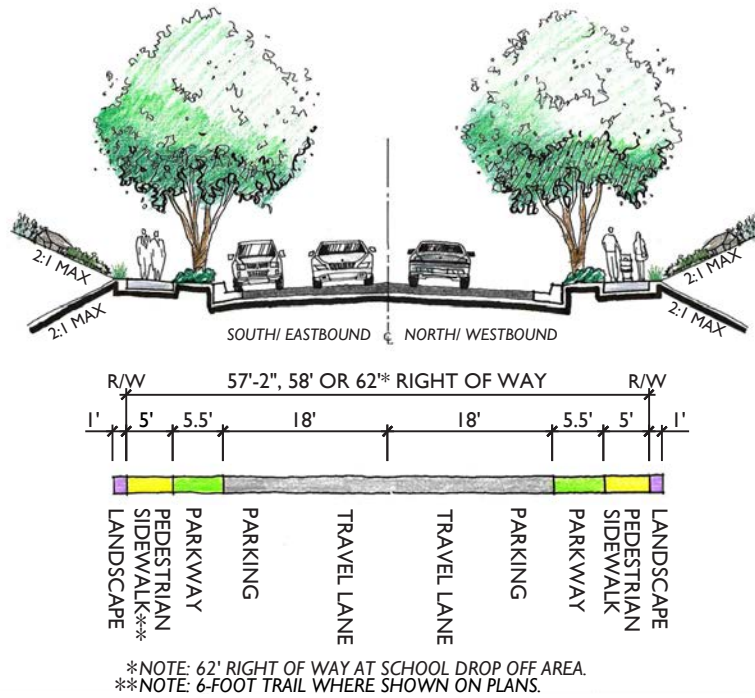 2:1 MAX
2:1 MAX
2:1 MAX
2:1 MAX
SOUTH/ EASTBOUND ℄ NORTH/ WESTBOUND
R/W 57'-2", 58' OR 62'* RIGHT OF WAY R/W
1' 5' 5.5' 18' 18' 5.5' 5' 1'
LANDSCAPE
PEDESTRIAN
SIDEWALK**
PARKWAY
PARKING
TRAVEL LANE
TRAVEL LANE
PARKING
PARKWAY
PEDESTRIAN
SIDEWALK
LANDSCAPE
*NOTE: 62' RIGHT OF WAY AT SCHOOL DROP OFF AREA.
**NOTE: 6-FOOT TRAIL WHERE SHOWN ON PLANS.